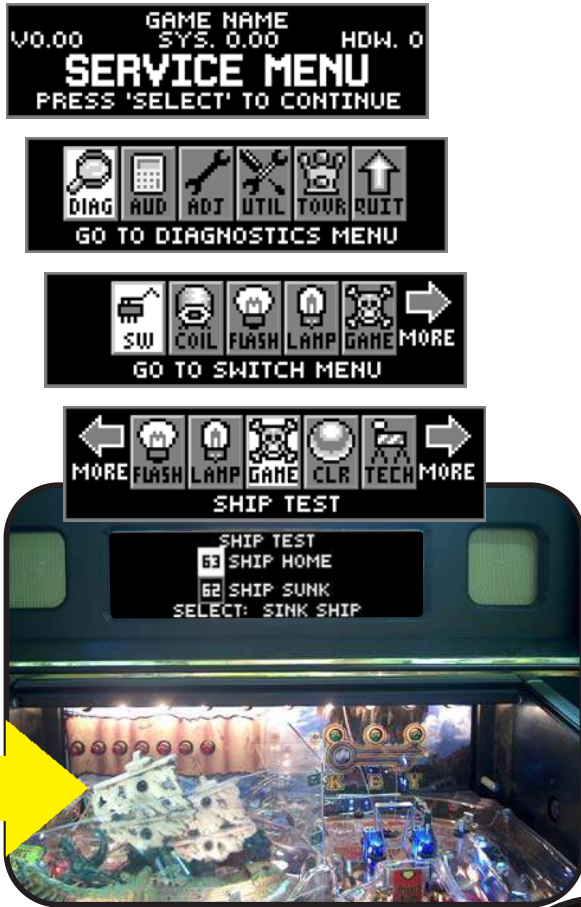 GAME NAME
V0.00 SYS. 0.00 HDW. 0
SERVICE MENU
PRESS 'SELECT' TO CONTINUE
DIAG AUD ADJ UTIL TOUR QUIT
GO TO DIAGNOSTICS MENU
SW COIL FLASH LAMP GAME MORE
GO TO SWITCH MENU
MORE FLASH LAMP GAME CLR TECH MORE
SHIP TEST
SHIP TEST
63 SHIP HOME
62 SHIP SUNK
SELECT: SINK SHIP